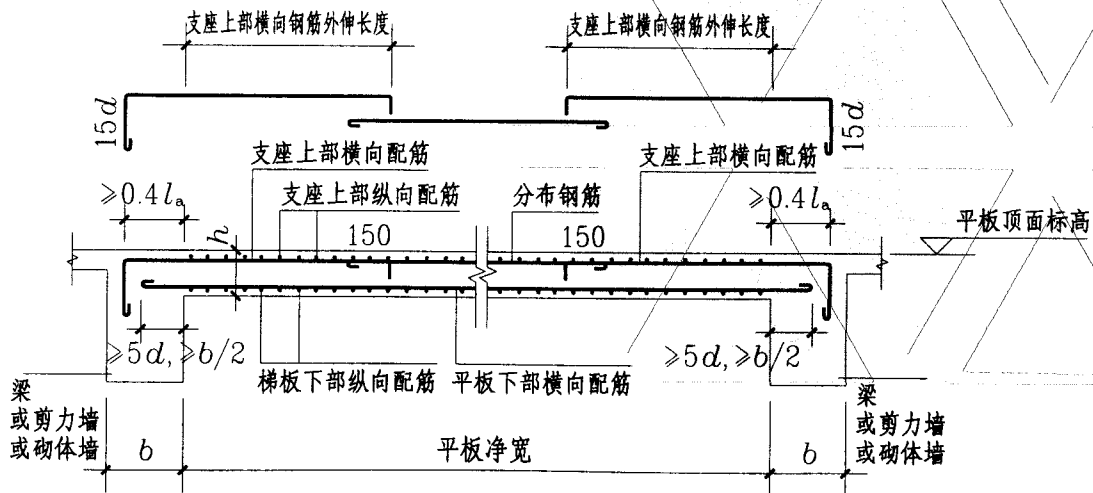 支座上部横向钢筋外伸长度
支座上部横向钢筋外伸长度
15d
15d
支座上部横向配筋
支座上部横向配筋
≥0.4lₐ
支座上部纵向配筋
分布钢筋
≥0.4lₐ
h
150
150
平板顶面标高
≥5d, ≥b/2
≥5d, ≥b/2
梯板下部纵向配筋
平板下部横向配筋
梁
或剪力墙
或砌体墙
梁
或剪力墙
或砌体墙
b
平板净宽
b